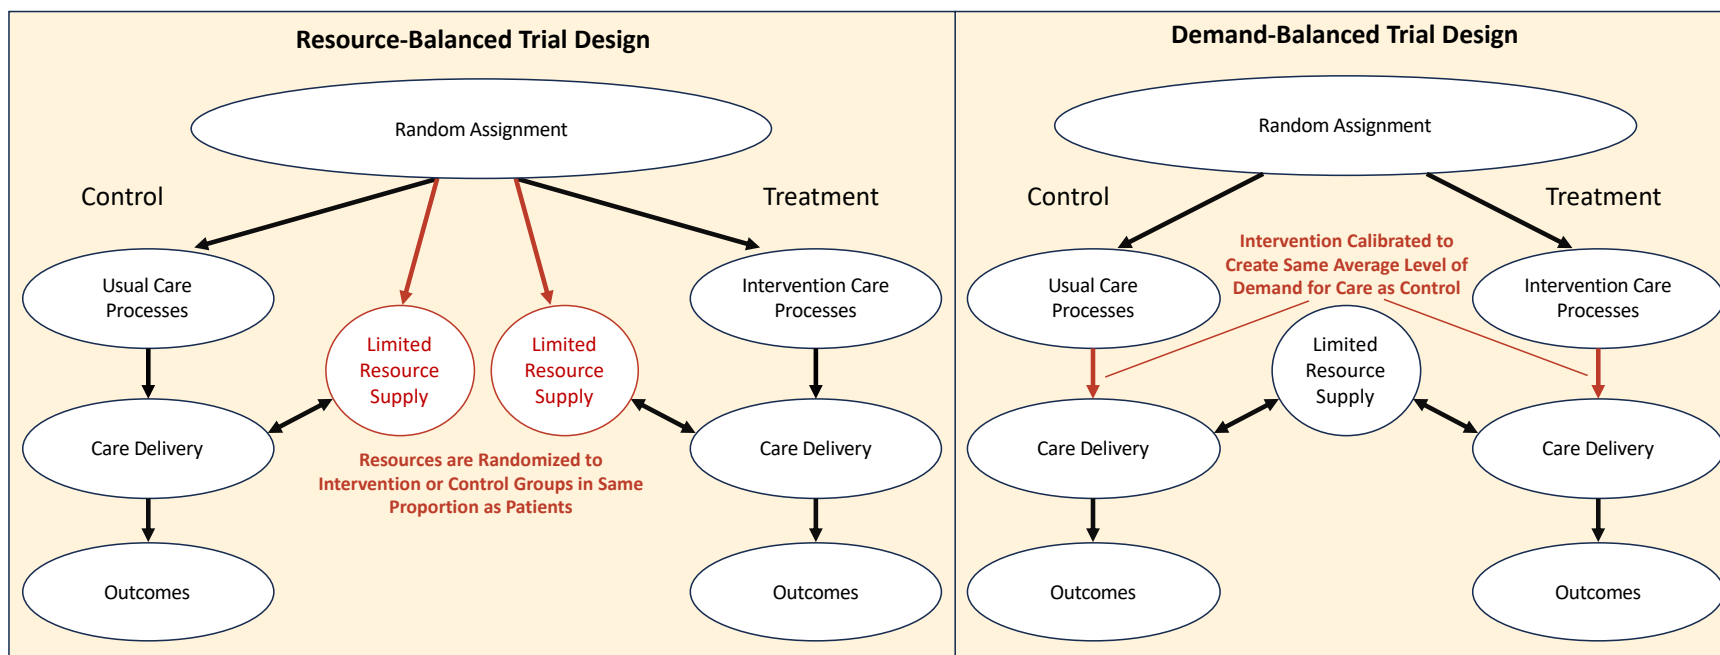 Resource-Balanced Trial Design
Random Assignment
Control
Treatment
Usual Care
Processes
Limited
Resource
Supply
Limited
Resource
Supply
Intervention Care
Processes
Care Delivery
Care Delivery
Resources are Randomized to
Intervention or Control Groups in Same
Proportion as Patients
Outcomes
Outcomes
Demand-Balanced Trial Design
Random Assignment
Control
Treatment
Intervention Calibrated to
Create Same Average Level of
Demand for Care as Control
Usual Care
Processes
Intervention Care
Processes
Limited
Resource
Supply
Care Delivery
Care Delivery
Outcomes
Outcomes